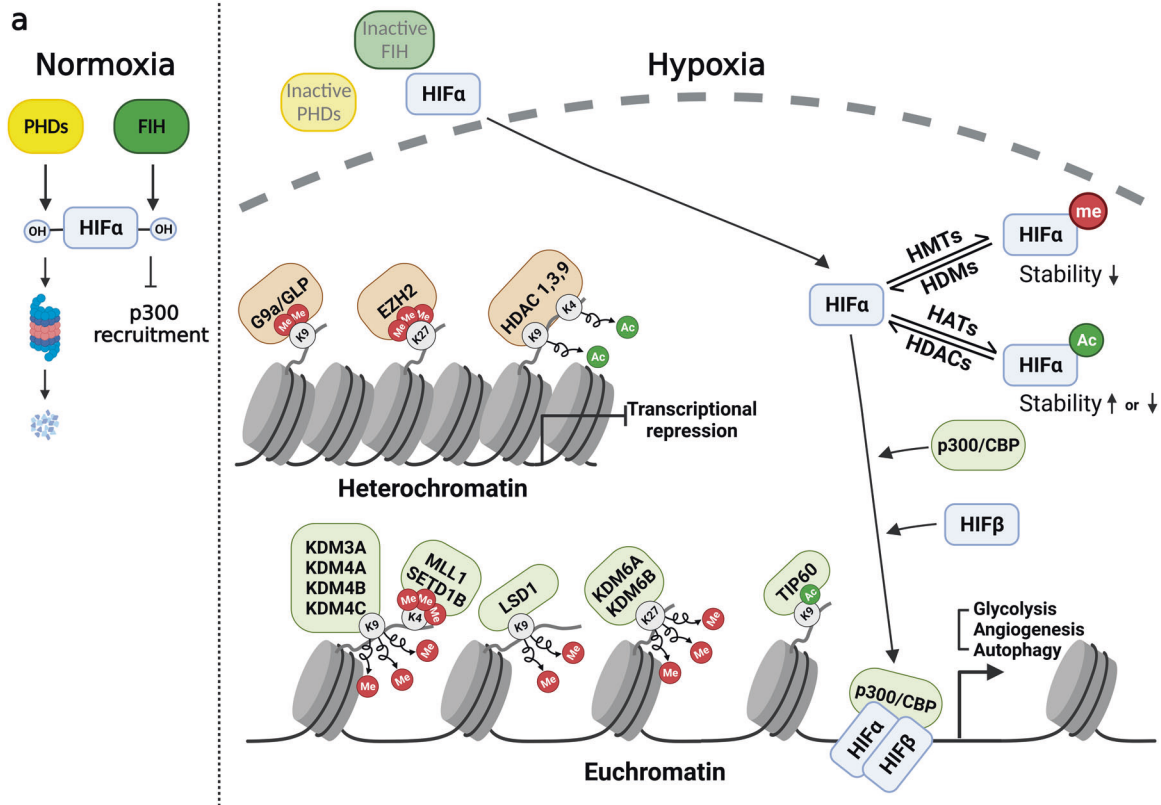 a
Normoxia
PHDs
FIH
OH
HIFα
OH
p300
recruitment
Hypoxia
Inactive
FIH
Inactive
PHDs
HIFα
HIFα
HMTs
HDMs
HIFα
me
Stability ↓
HATs
HDACs
HIFα
Ac
Stability ↑ or ↓
p300/CBP
HIFβ
G9a/GLP
Me
Me
K9
EZH2
Me
Me
Me
K27
HDAC 1,3,9
K4
K9
Ac
Ac
Transcriptional
repression
Heterochromatin
KDM3A
KDM4A
KDM4B
KDM4C
K9
Me
Me
Me
MLL1
SETD1B
Me
Me
Me
K4
LSD1
K9
Me
Me
KDM6A
KDM6B
K27
Me
Me
Me
TIP60
Ac
K9
p300/CBP
HIFα
HIFβ
Glycolysis
Angiogenesis
Autophagy
Euchromatin